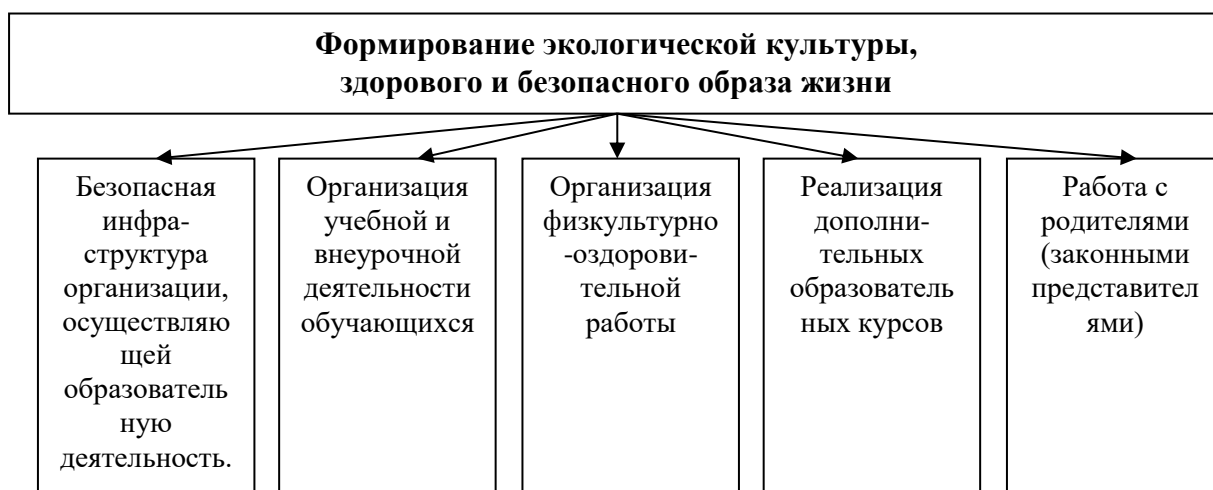 Формирование экологической культуры,
здорового и безопасного образа жизни
Безопасная
инфра-
структура
организации,
осуществляю
щей
образователь
ную
деятельность.
Организация
учебной и
внеурочной
деятельности
обучающихся
Организация
физкультурно
-оздорови-
тельной
работы
Реализация
дополни-
тельных
образователь
ных курсов
Работа с
родителями
(законными
представител
ями)